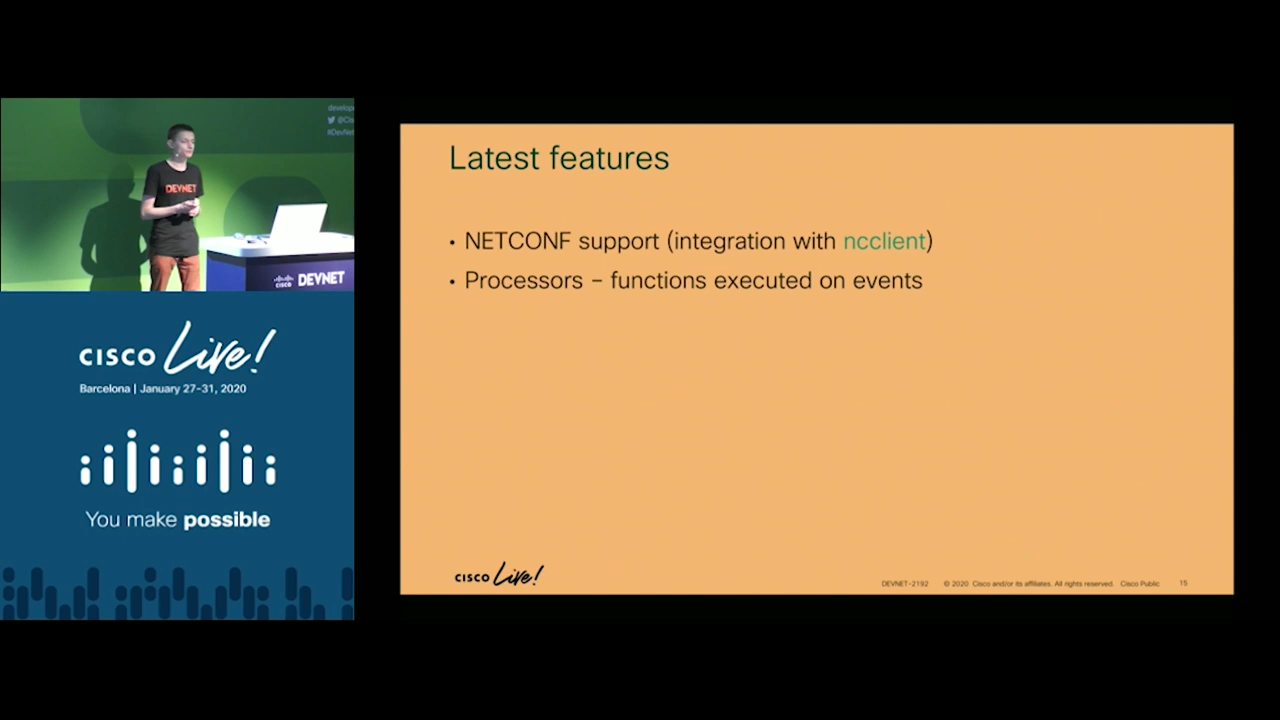 DEVNET
CISCO
DEVNET
CISCO Live!
Barcelona | January 27-31, 2020
You make possible
Latest features
• NETCONF support (integration with ncclient)
• Processors – functions executed on events
CISCO Live!
DEVNET-2192 © 2020 Cisco and/or its affiliates. All rights reserved. Cisco Public 15